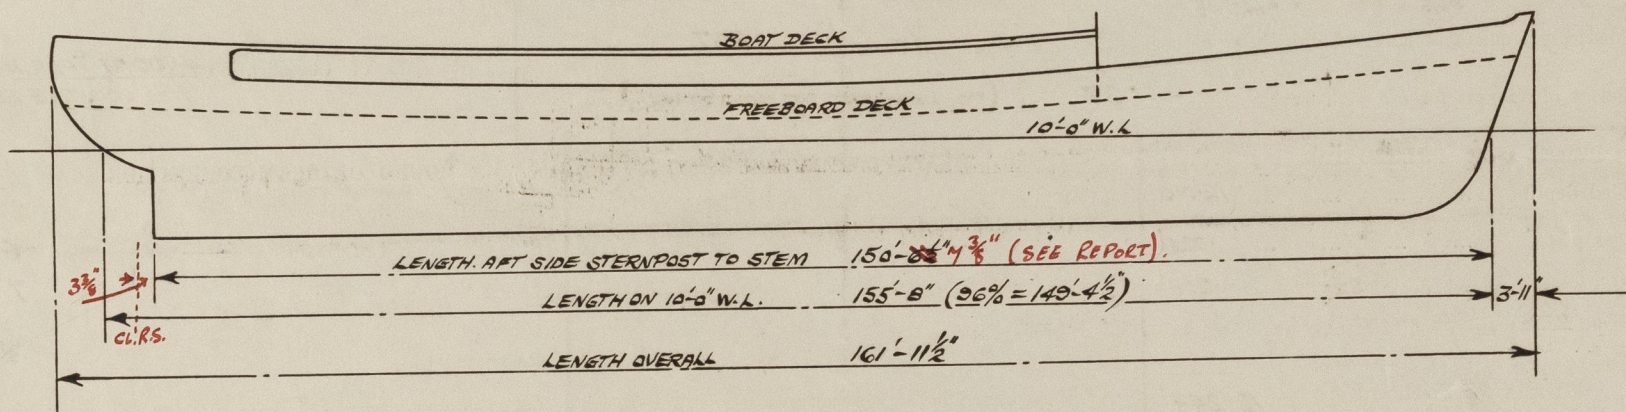 BOAT DECK
FREEBOARD DECK
10'-0" W.L
LENGTH. AFT SIDE STERNPOST TO STEM 150'- 7 3/8" (SEE REPORT).
3 3/8"
LENGTH ON 10'-0" W.L. 155'-8" (96% = 149'-4 1/2") 3'-11"
CL.R.S.
LENGTH OVERALL 161'-11 1/2"